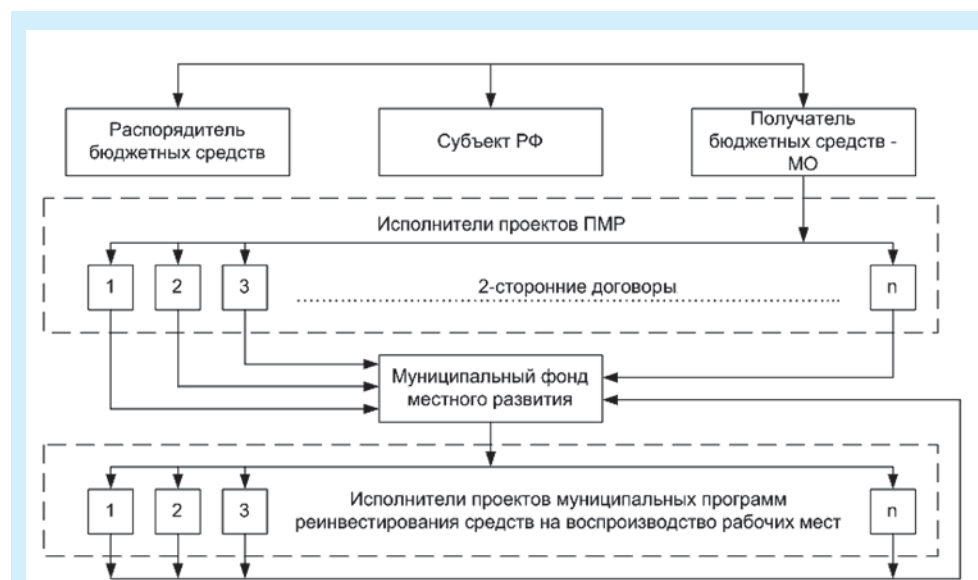 Распорядитель
бюджетных средств
Субъект РФ
Получатель
бюджетных средств -
МО
Исполнители проектов ПМР
1
2
3
2-сторонние договоры
n
Муниципальный фонд
местного развития
1
2
3
Исполнители проектов муниципальных программ
реинвестирования средств на воспроизводство рабочих мест
n